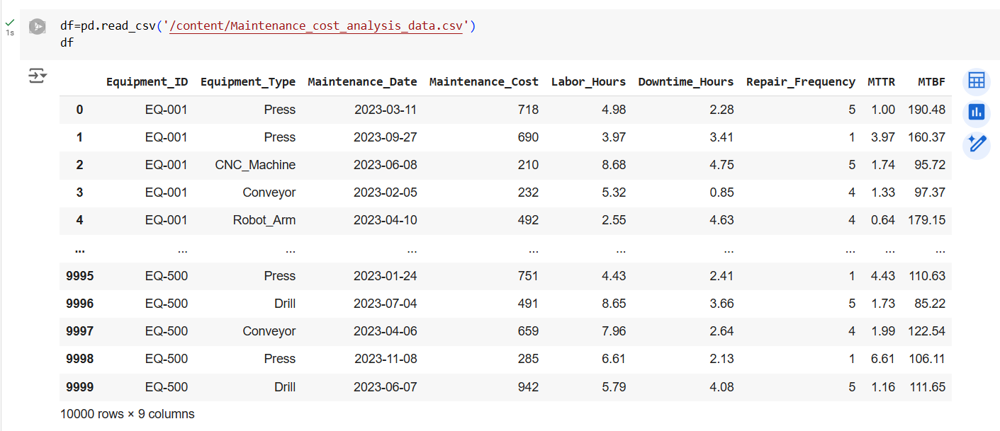 df=pd.read_csv('/content/Maintenance_cost_analysis_data.csv')
1s
df
Equipment_ID Equipment_Type Maintenance_Date Maintenance_Cost Labor_Hours Downtime_Hours Repair_Frequency MTTR MTBF
0 EQ-001 Press 2023-03-11 718 4.98 2.28 5 1.00 190.48
1 EQ-001 Press 2023-09-27 690 3.97 3.41 1 3.97 160.37
2 EQ-001 CNC_Machine 2023-06-08 210 8.68 4.75 5 1.74 95.72
3 EQ-001 Conveyor 2023-02-05 232 5.32 0.85 4 1.33 97.37
4 EQ-001 Robot_Arm 2023-04-10 492 2.55 4.63 4 0.64 179.15
... ... ... ... ... ... ... ... ... ...
9995 EQ-500 Press 2023-01-24 751 4.43 2.41 1 4.43 110.63
9996 EQ-500 Drill 2023-07-04 491 8.65 3.66 5 1.73 85.22
9997 EQ-500 Conveyor 2023-04-06 659 7.96 2.64 4 1.99 122.54
9998 EQ-500 Press 2023-11-08 285 6.61 2.13 1 6.61 106.11
9999 EQ-500 Drill 2023-06-07 942 5.79 4.08 5 1.16 111.65
10000 rows × 9 columns